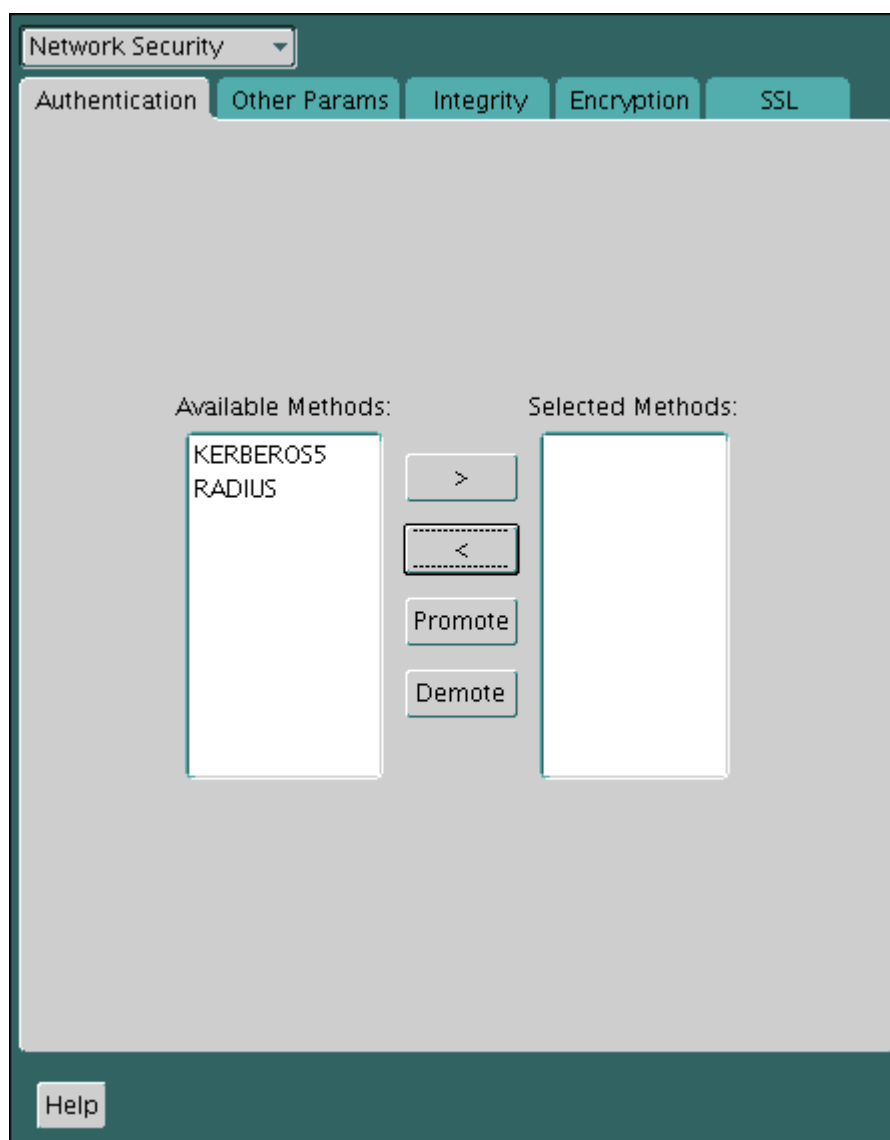 Network Security
Authentication Other Params Integrity Encryption SSL
Available Methods: Selected Methods:
KERBEROS5
RADIUS
>
<
Promote
Demote
Help